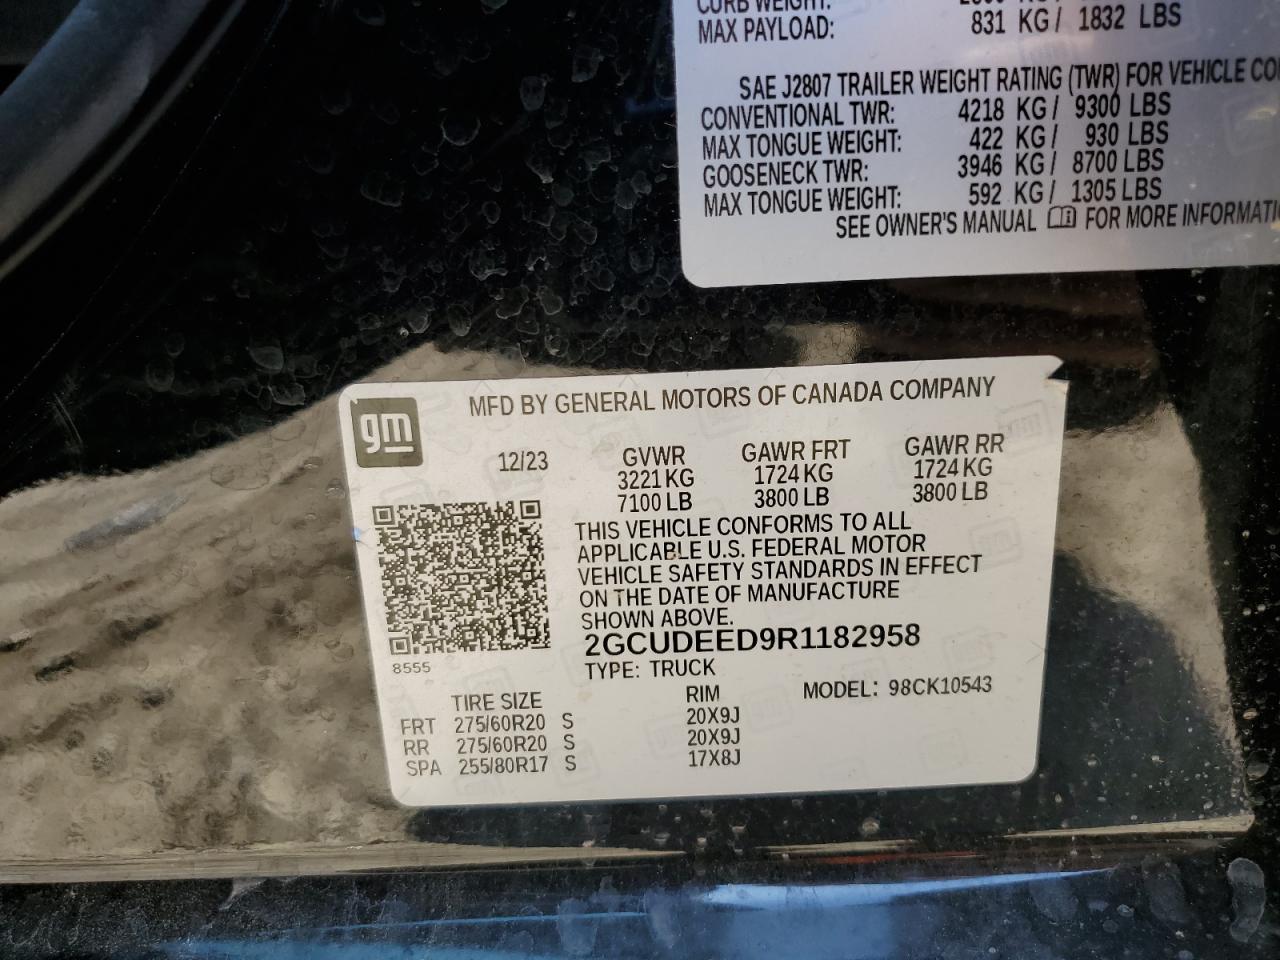 CURB WEIGHT:
MAX PAYLOAD: 831 KG / 1832 LBS
SAE J2807 TRAILER WEIGHT RATING (TWR) FOR VEHICLE
CONVENTIONAL TWR: 4218 KG / 9300 LBS
MAX TONGUE WEIGHT: 422 KG / 930 LBS
GOOSENECK TWR: 3946 KG / 8700 LBS
MAX TONGUE WEIGHT: 592 KG / 1305 LBS
SEE OWNER'S MANUAL FOR MORE INFORMATI
gm
MFD BY GENERAL MOTORS OF CANADA COMPANY
12/23 GVWR GAWR FRT GAWR RR
3221 KG 1724 KG 1724 KG
7100 LB 3800 LB 3800 LB
THIS VEHICLE CONFORMS TO ALL
APPLICABLE U.S. FEDERAL MOTOR
VEHICLE SAFETY STANDARDS IN EFFECT
ON THE DATE OF MANUFACTURE
SHOWN ABOVE.
2GCUDEED9R1182958
8555 TYPE: TRUCK
TIRE SIZE RIM MODEL: 98CK10543
FRT 275/60R20 S 20X9J
RR 275/60R20 S 20X9J
SPA 255/80R17 S 17X8J